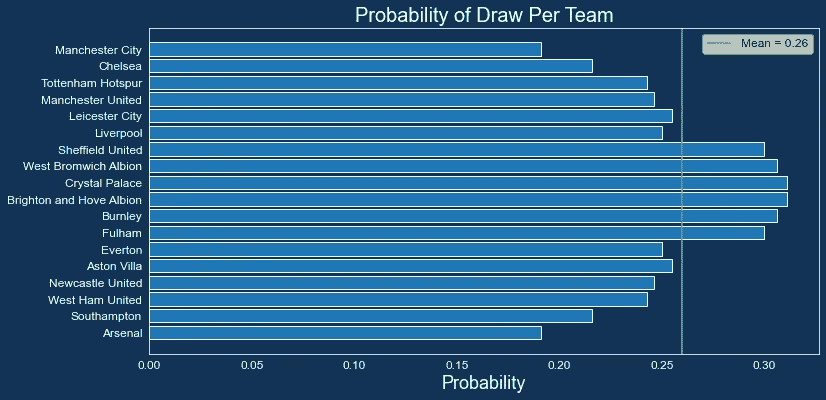 Probability of Draw Per Team
Mean = 0.26
Manchester City
Chelsea
Tottenham Hotspur
Manchester United
Leicester City
Liverpool
Sheffield United
West Bromwich Albion
Crystal Palace
Brighton and Hove Albion
Burnley
Fulham
Everton
Aston Villa
Newcastle United
West Ham United
Southampton
Arsenal
0.00 0.05 0.10 0.15 0.20 0.25 0.30
Probability